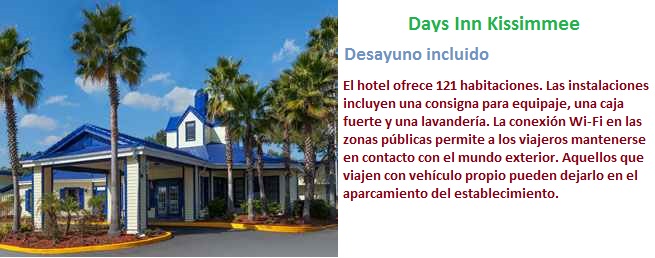 Days Inn Kissimmee
Desayuno incluido
El hotel ofrece 121 habitaciones. Las instalaciones
incluyen una consigna para equipaje, una caja
fuerte y una lavandería. La conexión Wi-Fi en las
zonas públicas permite a los viajeros mantenerse
en contacto con el mundo exterior. Aquellos que
viajen con vehículo propio pueden dejarlo en el
aparcamiento del establecimiento.